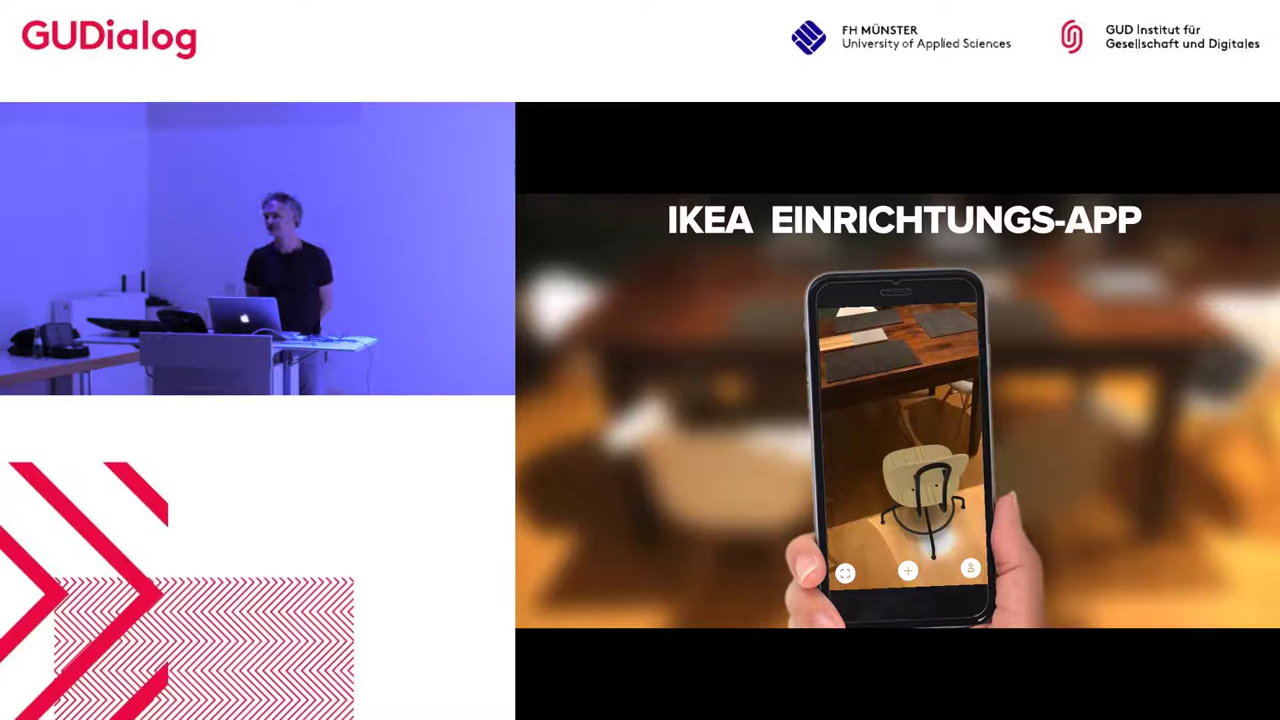 GUDialog
FH MÜNSTER
University of Applied Sciences
GUD Institut für
Gesellschaft und Digitales
IKEA EINRICHTUNGS-APP